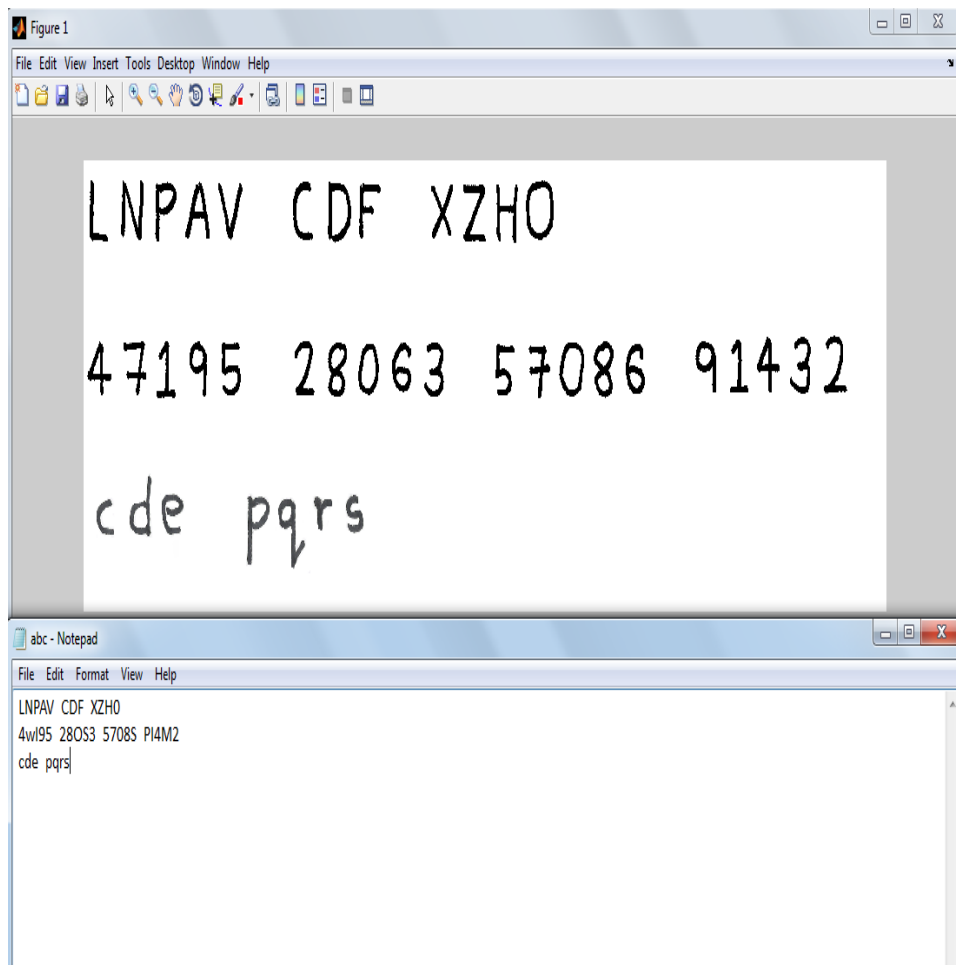 Figure 1
File Edit View Insert Tools Desktop Window Help
LNPAV CDF XZHO
47195 28063 57086 91432
cde pqrs
abc - Notepad
File Edit Format View Help
LNPAV CDF XZH0
4wI95 28OS3 5708S PI4M2
cde pqrs